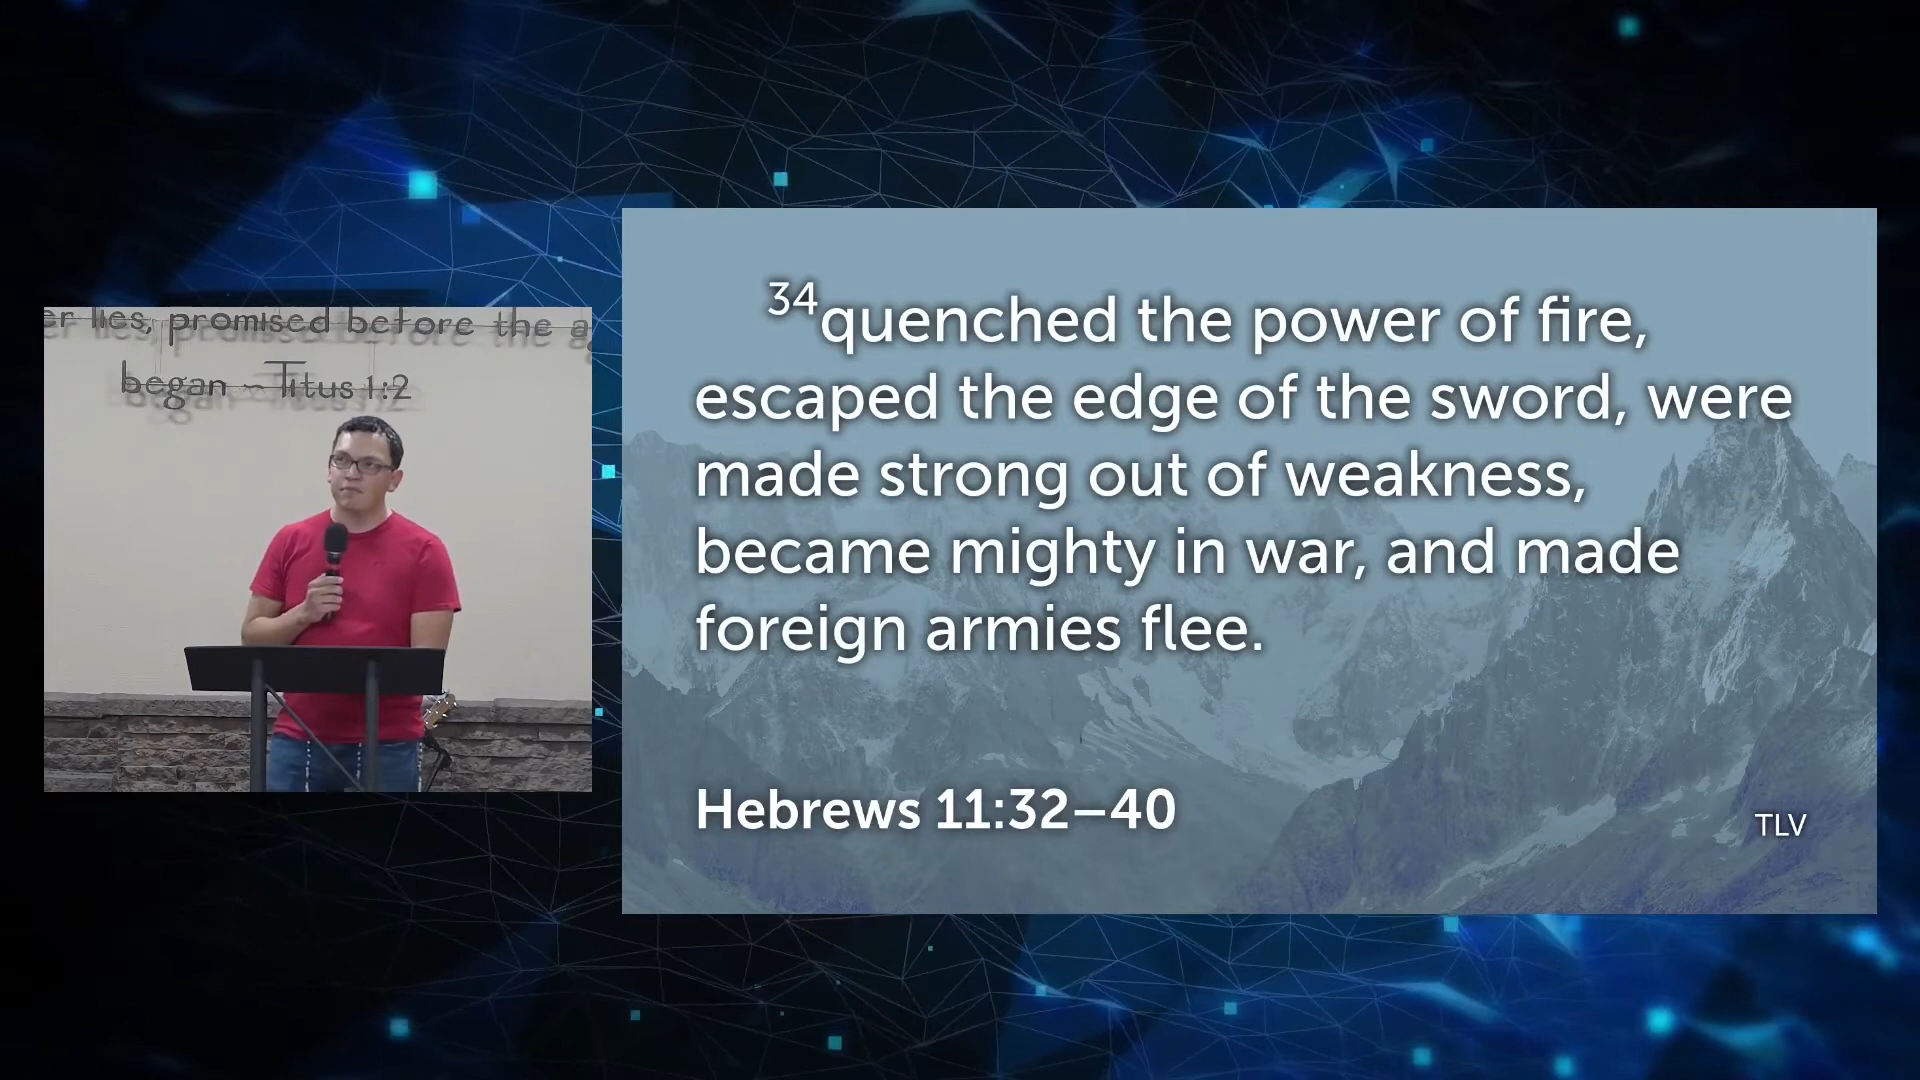 er lies, promised before the a
began ~ Titus 1:2
34quenched the power of fire,
escaped the edge of the sword, were
made strong out of weakness,
became mighty in war, and made
foreign armies flee.
Hebrews 11:32–40
TLV